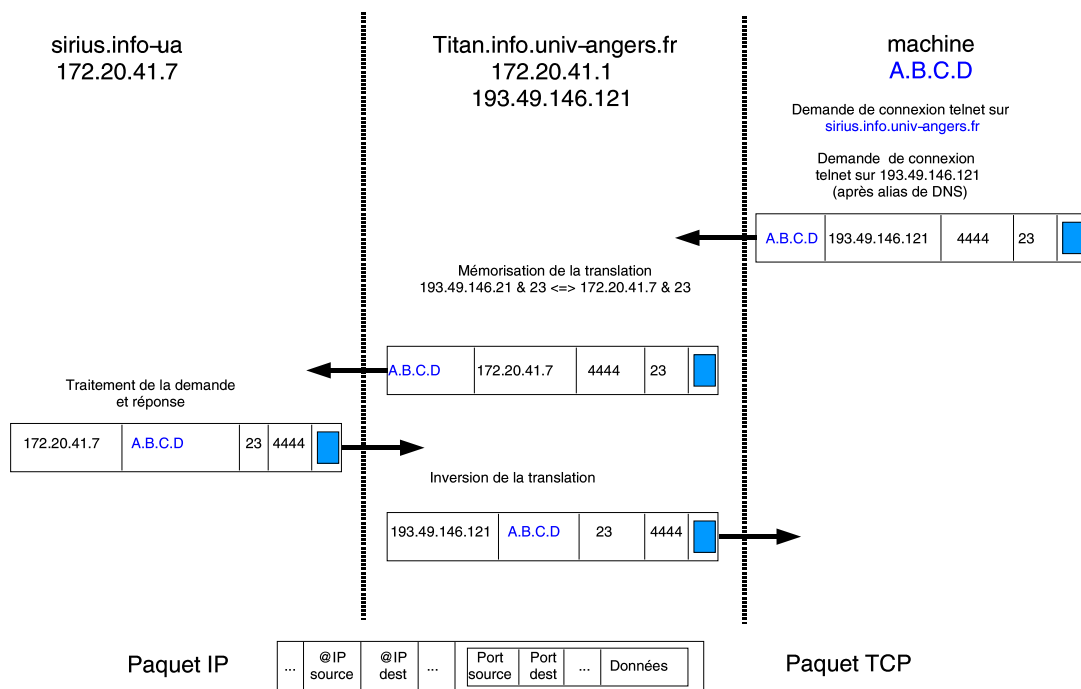 sirius.info-ua
172.20.41.7
Titan.info.univ-angers.fr
172.20.41.1
193.49.146.121
machine
A.B.C.D
Demande de connexion telnet sur
sirius.info.univ-angers.fr
Demande de connexion
telnet sur 193.49.146.121
(après alias de DNS)
A.B.C.D 193.49.146.121 4444 23
Mémorisation de la translation
193.49.146.21 & 23 <=> 172.20.41.7 & 23
A.B.C.D 172.20.41.7 4444 23
Traitement de la demande
et réponse
172.20.41.7 A.B.C.D 23 4444
Inversion de la translation
193.49.146.121 A.B.C.D 23 4444
Paquet IP
... @IP source @IP dest ... Port source Port dest ... Données
Paquet TCP